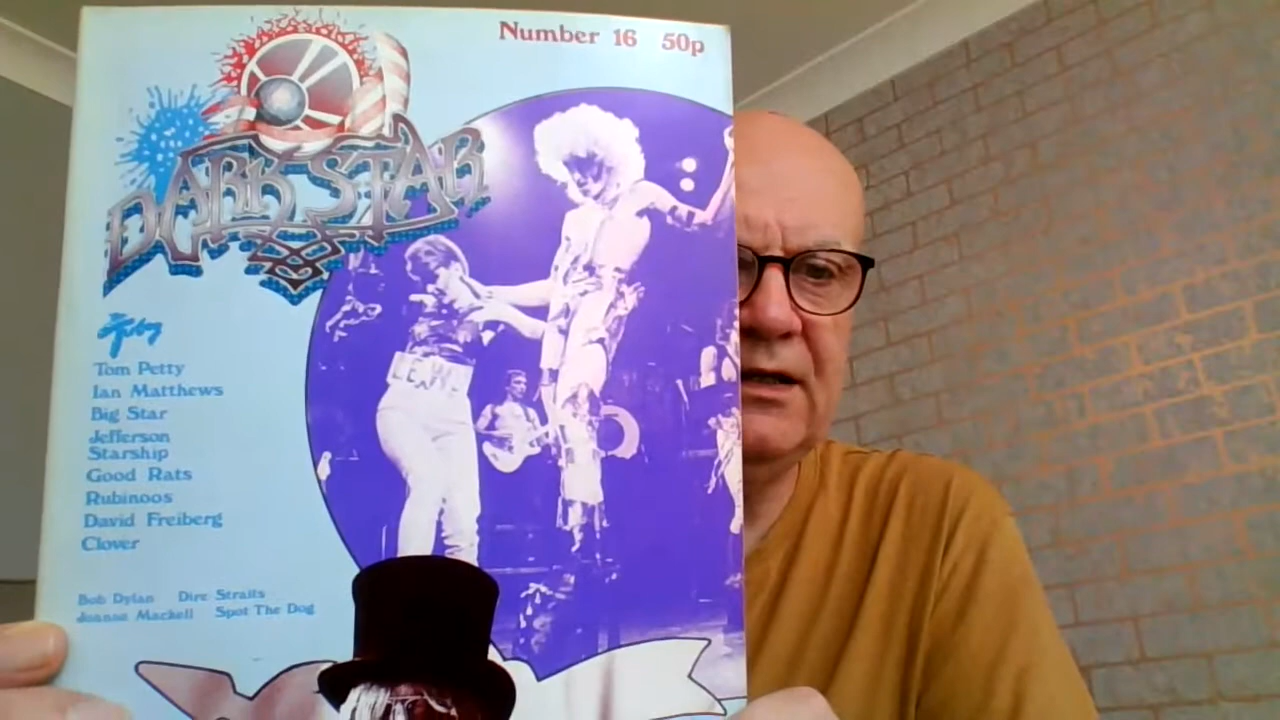 Number 16 50p
DARK STAR
Tom Petty
Ian Matthews
Big Star
Jefferson
Starship
Good Rats
Rubinoos
David Freiberg
Clover
Bob Dylan Dire Straits
Joanne Mackell Spot The Dog